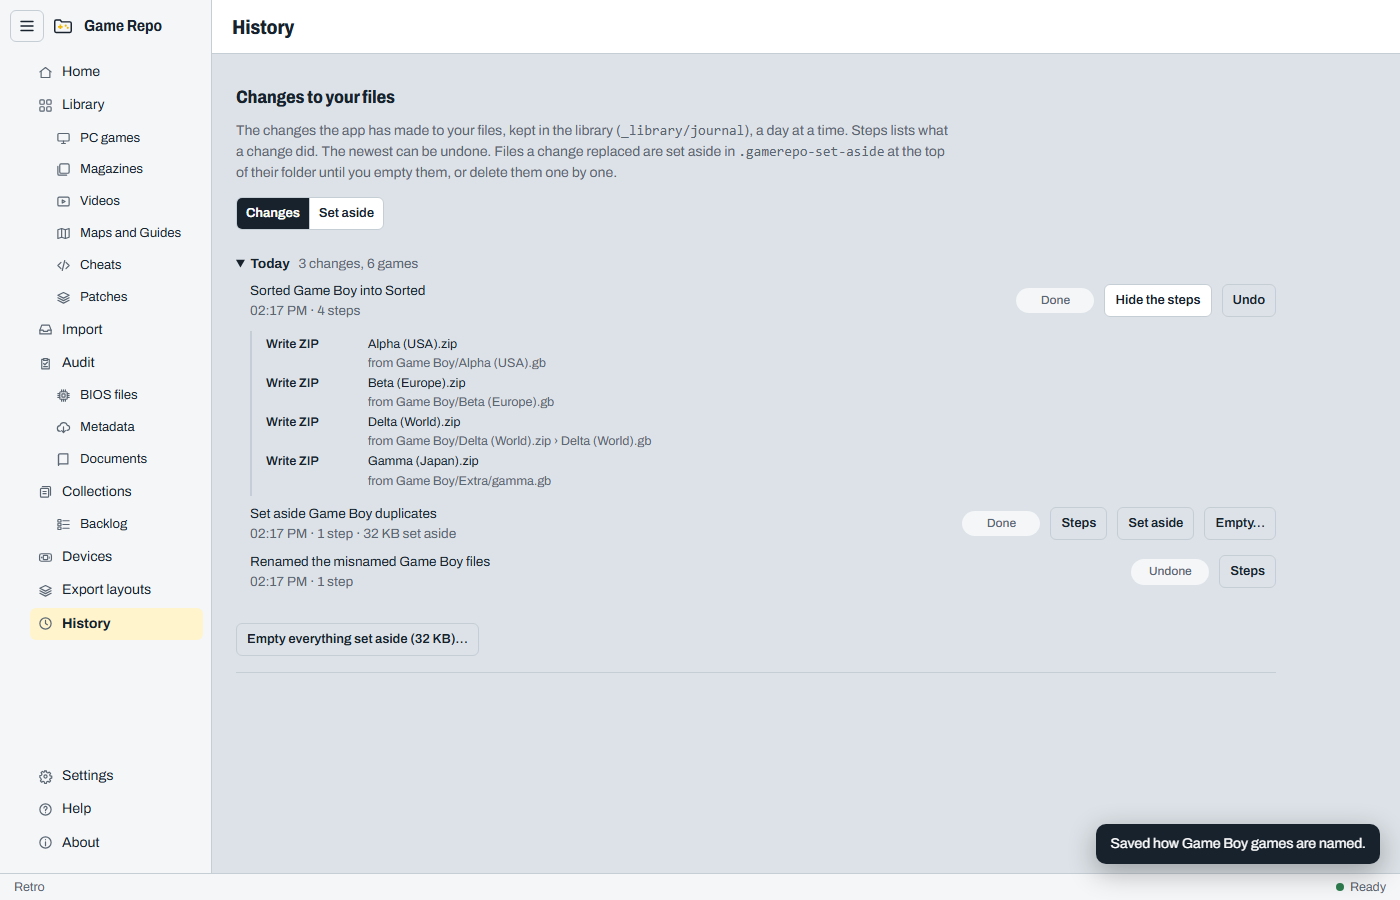 Game Repo
History
Home
Library
PC games
Magazines
Videos
Maps and Guides
Cheats
Patches
Import
Audit
BIOS files
Metadata
Documents
Collections
Backlog
Devices
Export layouts
History
Settings
Help
About
Changes to your files
The changes the app has made to your files, kept in the library (_library/journal), a day at a time. Steps lists what
a change did. The newest can be undone. Files a change replaced are set aside in .gamerepo-set-aside at the top
of their folder until you empty them, or delete them one by one.
Changes Set aside
▼ Today 3 changes, 6 games
Sorted Game Boy into Sorted
02:17 PM · 4 steps
Done Hide the steps Undo
Write ZIP Alpha (USA).zip
from Game Boy/Alpha (USA).gb
Write ZIP Beta (Europe).zip
from Game Boy/Beta (Europe).gb
Write ZIP Delta (World).zip
from Game Boy/Delta (World).zip › Delta (World).gb
Write ZIP Gamma (Japan).zip
from Game Boy/Extra/gamma.gb
Set aside Game Boy duplicates
02:17 PM · 1 step · 32 KB set aside
Done Steps Set aside Empty...
Renamed the misnamed Game Boy files
02:17 PM · 1 step
Undone Steps
Empty everything set aside (32 KB)...
Saved how Game Boy games are named.
Retro
Ready